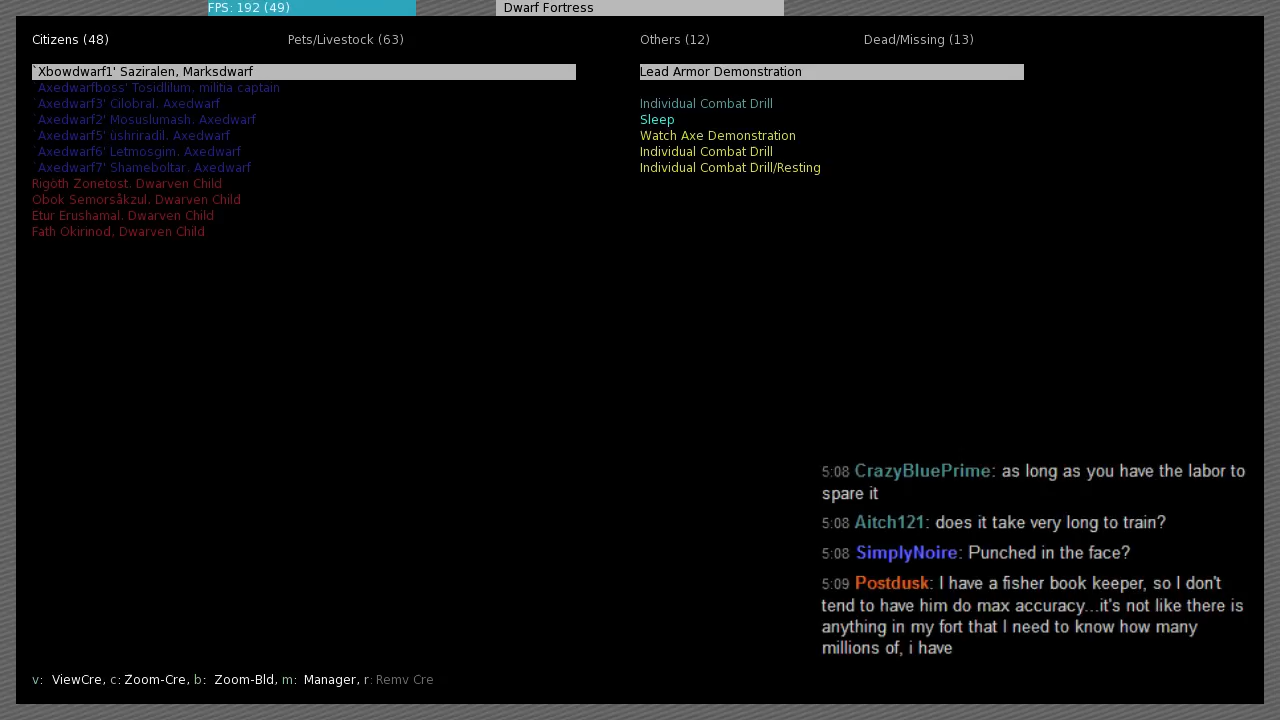 FPS: 192 (49)
Dwarf Fortress
Citizens (48) Pets/Livestock (63) Others (12) Dead/Missing (13)
`Xbowdwarf1' Saziralen, Marksdwarf Lead Armor Demonstration
`Axedwarfboss' Tosidlilum. militia captain
`Axedwarf3' Cilobral. Axedwarf Individual Combat Drill
`Axedwarf2' Mosuslumash. Axedwarf Sleep
`Axedwarf5' ushriradil. Axedwarf Watch Axe Demonstration
`Axedwarf6' Letmosgim. Axedwarf Individual Combat Drill
`Axedwarf7' Shameboltar. Axedwarf Individual Combat Drill/Resting
Rigòth Zonetost. Dwarven Child
Obok Semorsåkzul. Dwarven Child
Etur Erushamal. Dwarven Child
Fath Okirinod, Dwarven Child
5:08 CrazyBluePrime: as long as you have the labor to
spare it
5:08 Aitch121: does it take very long to train?
5:08 SimplyNoire: Punched in the face?
5:09 Postdusk: I have a fisher book keeper, so I don't
tend to have him do max accuracy...it's not like there is
anything in my fort that I need to know how many
millions of, i have
v: ViewCre, c: Zoom-Cre, b: Zoom-Bld, m: Manager, r: Remv Cre